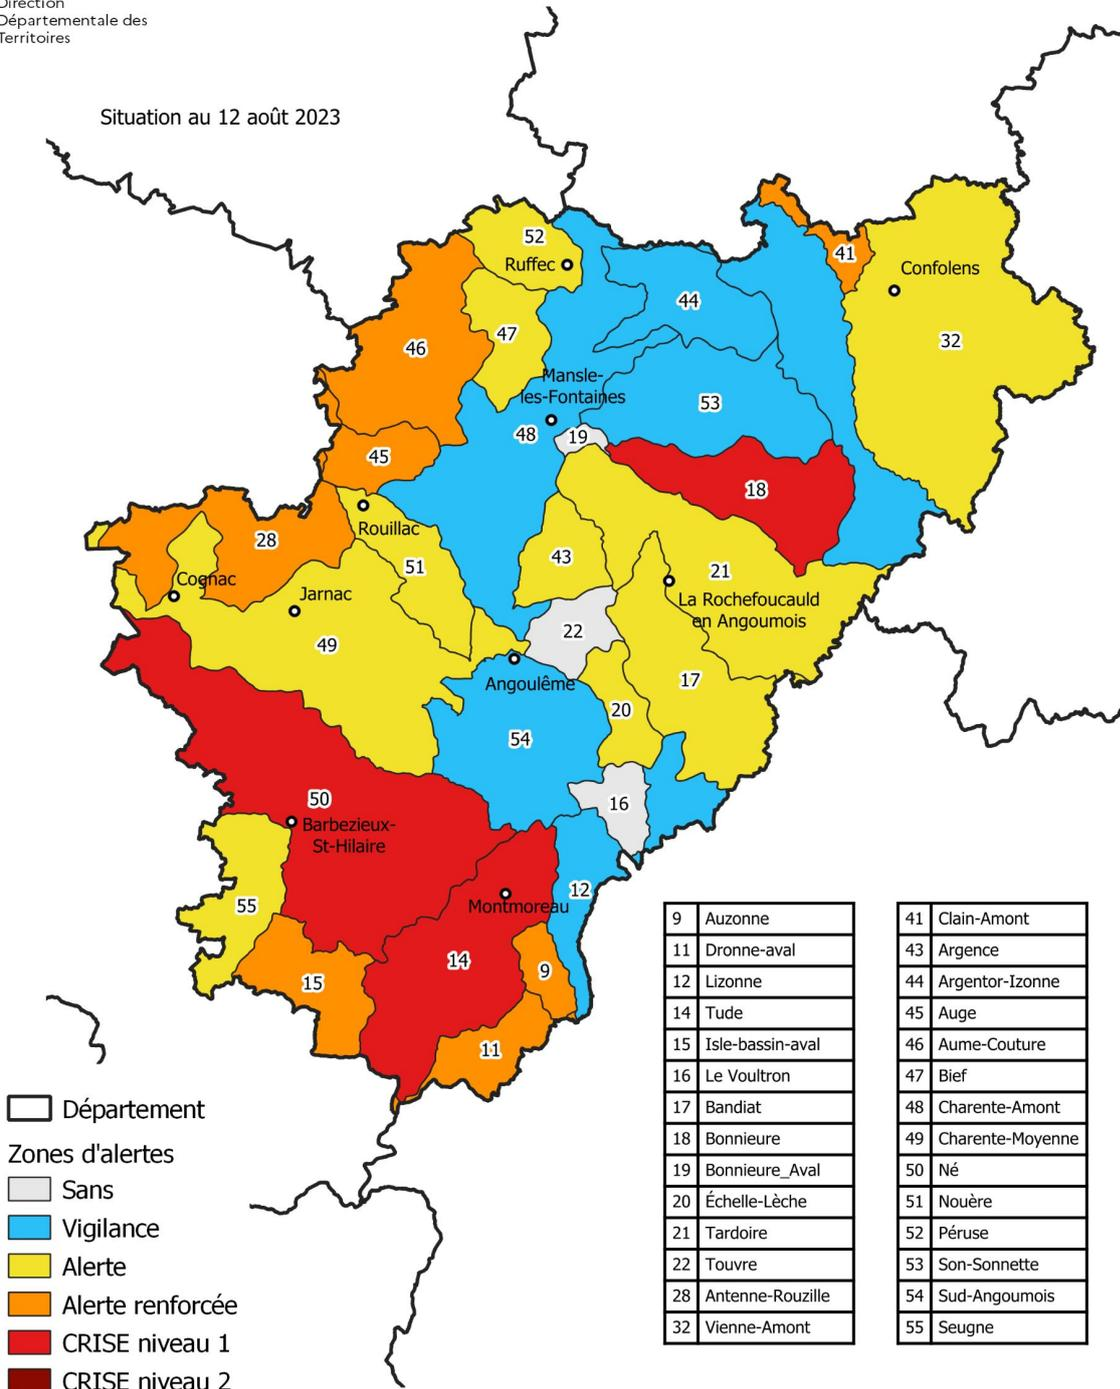 Direction
Départementale des
Territoires
Situation au 12 août 2023
52
Ruffec
41
Confolens
44
47
46
32
Mansle-
les-Fontaines
53
48
19
45
18
Rouillac
28
43
51
21
Cognac
Jarnac
La Rochefoucauld
en Angoumois
22
49
17
Angoulême
20
54
50
16
Barbezieux-
St-Hilaire
12
55
Montmoreau
14
9
15
11
9 Auzonne
11 Dronne-aval
12 Lizonne
14 Tude
15 Isle-bassin-aval
16 Le Voultron
17 Bandiat
18 Bonnieure
19 Bonnieure_Aval
20 Échelle-Lèche
21 Tardoire
22 Touvre
28 Antenne-Rouzille
32 Vienne-Amont
41 Clain-Amont
43 Argence
44 Argentor-Izonne
45 Auge
46 Aume-Couture
47 Bief
48 Charente-Amont
49 Charente-Moyenne
50 Né
51 Nouère
52 Péruse
53 Son-Sonnette
54 Sud-Angoumois
55 Seugne
Département
Zones d'alertes
Sans
Vigilance
Alerte
Alerte renforcée
CRISE niveau 1
CRISE niveau 2